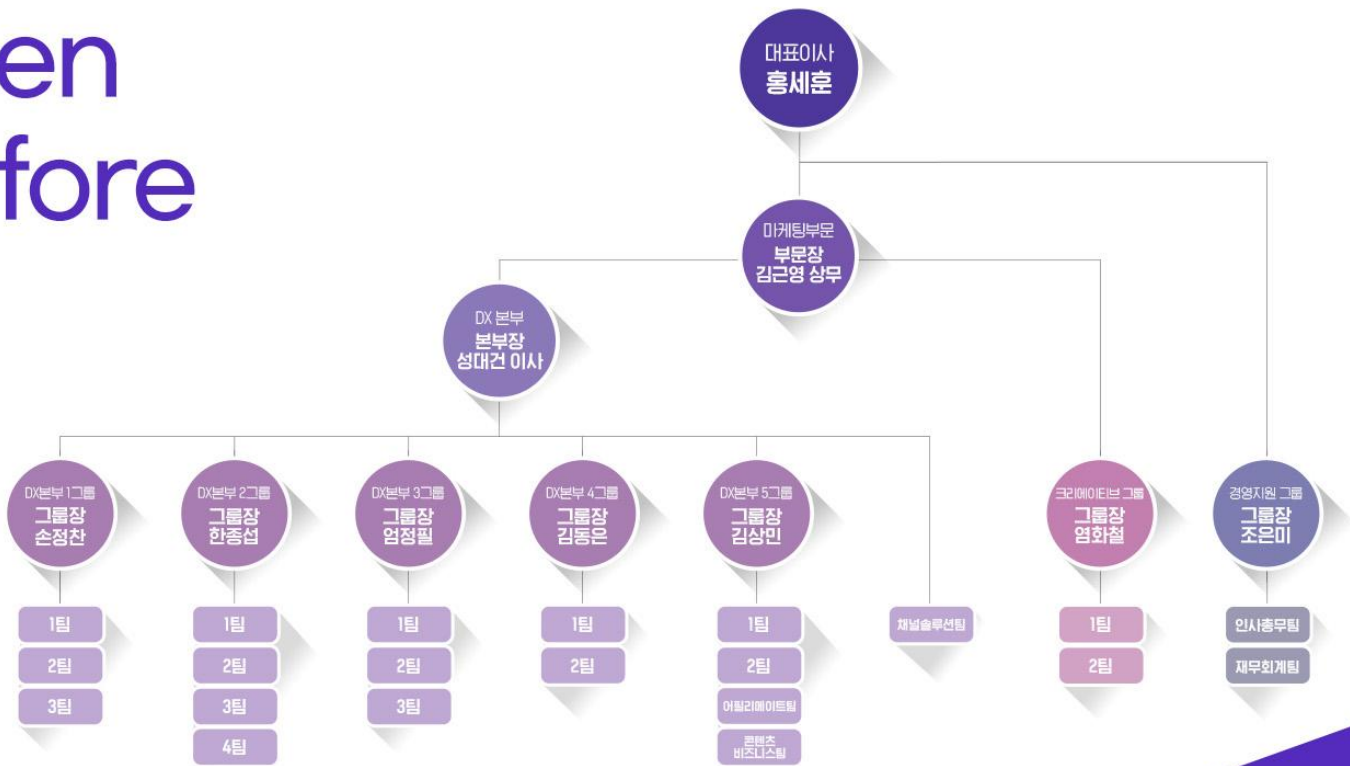 en
fore
대표이사
홍세훈
마케팅부문
부문장
김근영 상무
DX 본부
본부장
성대건 이사
DX본부 1그룹
그룹장
손정찬
DX본부 2그룹
그룹장
한종섭
DX본부 3그룹
그룹장
엄정필
DX본부 4그룹
그룹장
김동은
DX본부 5그룹
그룹장
김상민
크리에이티브 그룹
그룹장
염화철
경영지원 그룹
그룹장
조은미
1팀
2팀
3팀
1팀
2팀
3팀
4팀
1팀
2팀
3팀
1팀
2팀
1팀
2팀
어필리에이트팀
콘텐츠
비즈니스팀
채널솔루션팀
1팀
2팀
인사총무팀
재무회계팀